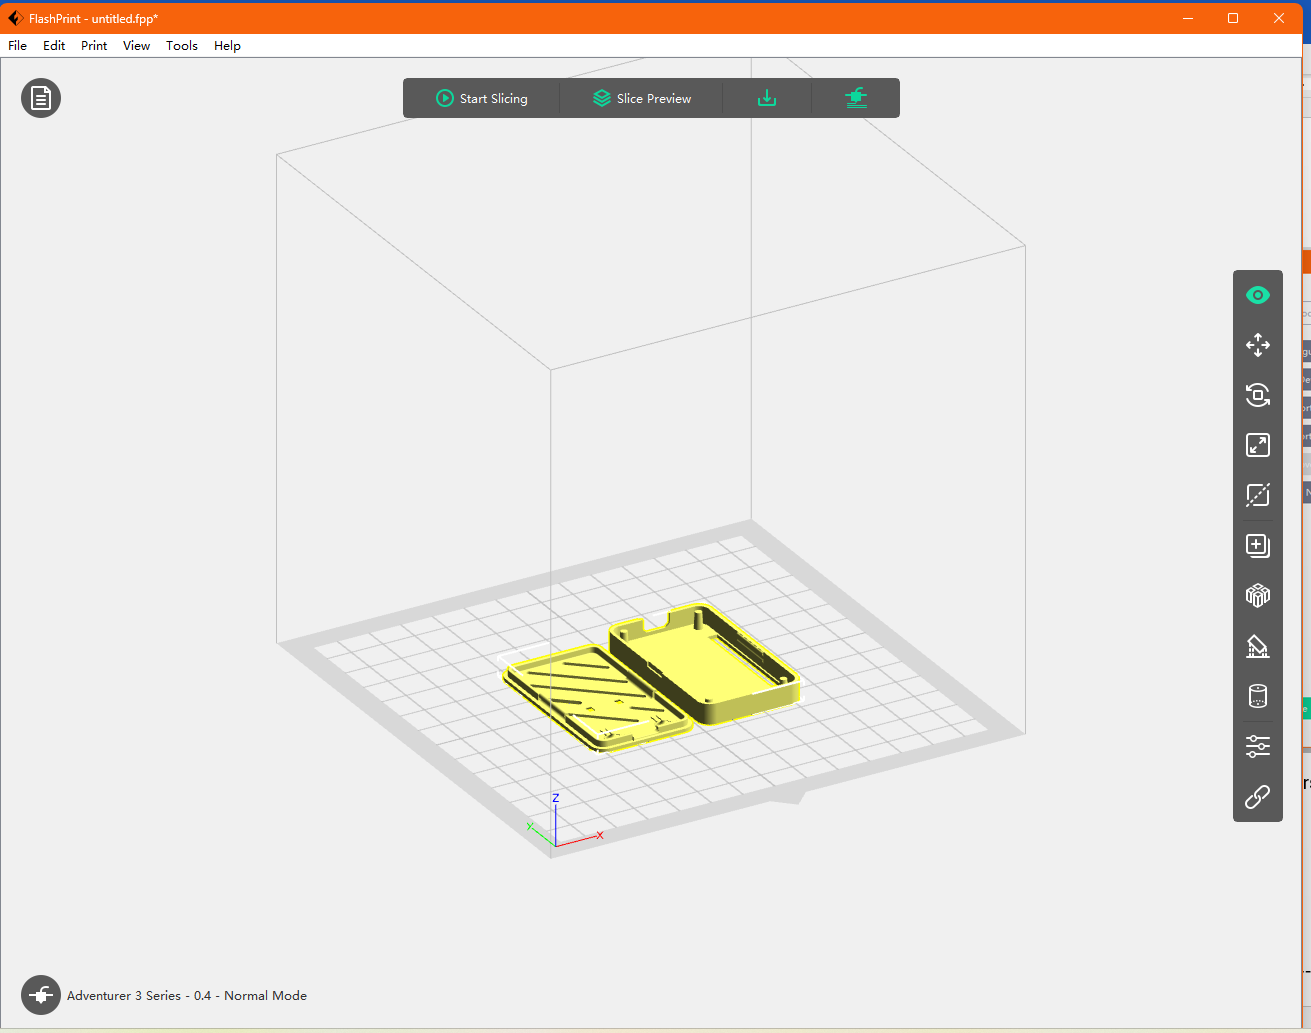 FlashPrint - untitled.fpp*
File Edit Print View Tools Help
Start Slicing Slice Preview
Z
Y
X
Adventurer 3 Series - 0.4 - Normal Mode